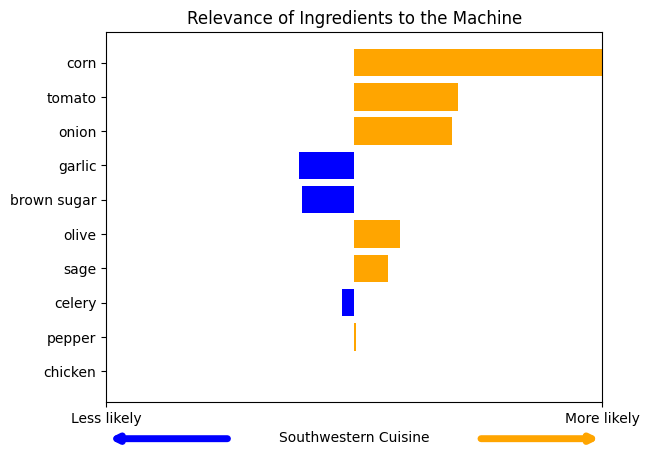 Relevance of Ingredients to the Machine
corn
tomato
onion
garlic
brown sugar
olive
sage
celery
pepper
chicken
Less likely
More likely
Southwestern Cuisine